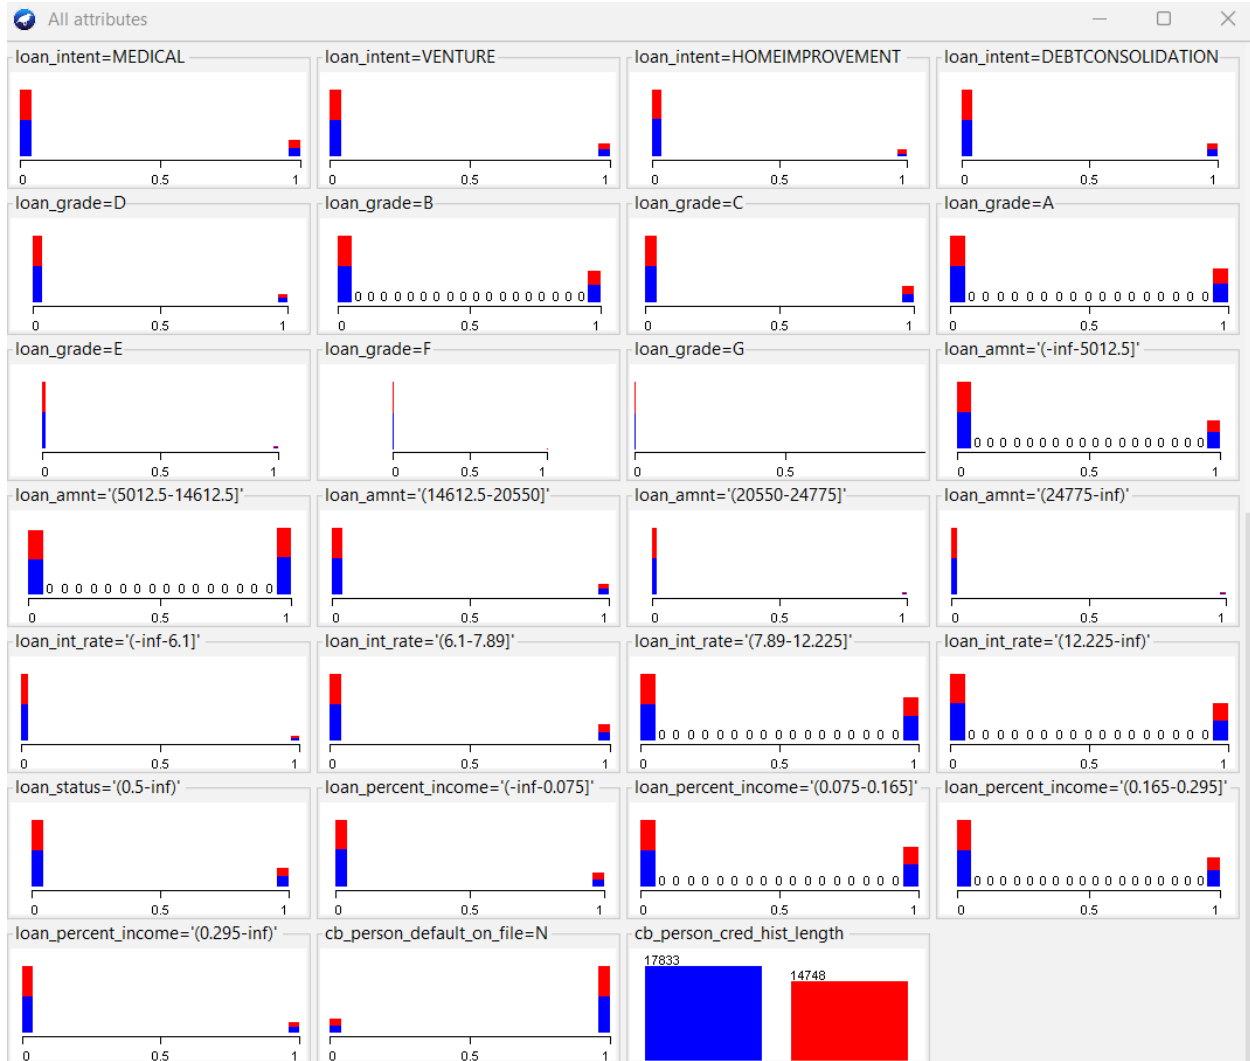 All attributes
loan_intent=MEDICAL
loan_intent=VENTURE
loan_intent=HOMEIMPROVEMENT
loan_intent=DEBTCONSOLIDATION
0 0.5 1
0 0.5 1
0 0.5 1
0 0.5 1
loan_grade=D
loan_grade=B
loan_grade=C
loan_grade=A
0 0 0 0 0 0 0 0 0 0 0 0 0 0 0 0 0 0
0 0 0 0 0 0 0 0 0 0 0 0 0 0 0 0 0
0 0.5 1
0 0.5 1
0 0.5 1
0 0.5 1
loan_grade=E
loan_grade=F
loan_grade=G
loan_amnt='(-inf-5012.5]'
0 0 0 0 0 0 0 0 0 0 0 0 0 0 0 0 0 0
0 0.5 1
0 0.5 1
0 0.5
0 0.5 1
loan_amnt='(5012.5-14612.5]'
loan_amnt='(14612.5-20550]'
loan_amnt='(20550-24775]'
loan_amnt='(24775-inf)'
0 0 0 0 0 0 0 0 0 0 0 0 0 0 0 0
0 0.5 1
0 0.5 1
0 0.5 1
0 0.5 1
loan_int_rate='(-inf-6.1]'
loan_int_rate='(6.1-7.89]'
loan_int_rate='(7.89-12.225]'
loan_int_rate='(12.225-inf)'
0 0 0 0 0 0 0 0 0 0 0 0 0 0 0 0 0
0 0 0 0 0 0 0 0 0 0 0 0 0 0 0 0 0
0 0.5 1
0 0.5 1
0 0.5 1
0 0.5 1
loan_status='(0.5-inf)'
loan_percent_income='(-inf-0.075]'
loan_percent_income='(0.075-0.165]'
loan_percent_income='(0.165-0.295]'
0 0 0 0 0 0 0 0 0 0 0 0 0 0 0 0 0
0 0 0 0 0 0 0 0 0 0 0 0 0 0 0 0 0 0
0 0.5 1
0 0.5 1
0 0.5 1
0 0.5 1
loan_percent_income='(0.295-inf)'
cb_person_default_on_file=N
cb_person_cred_hist_length
17833
14748
0 0.5 1
0 0.5 1